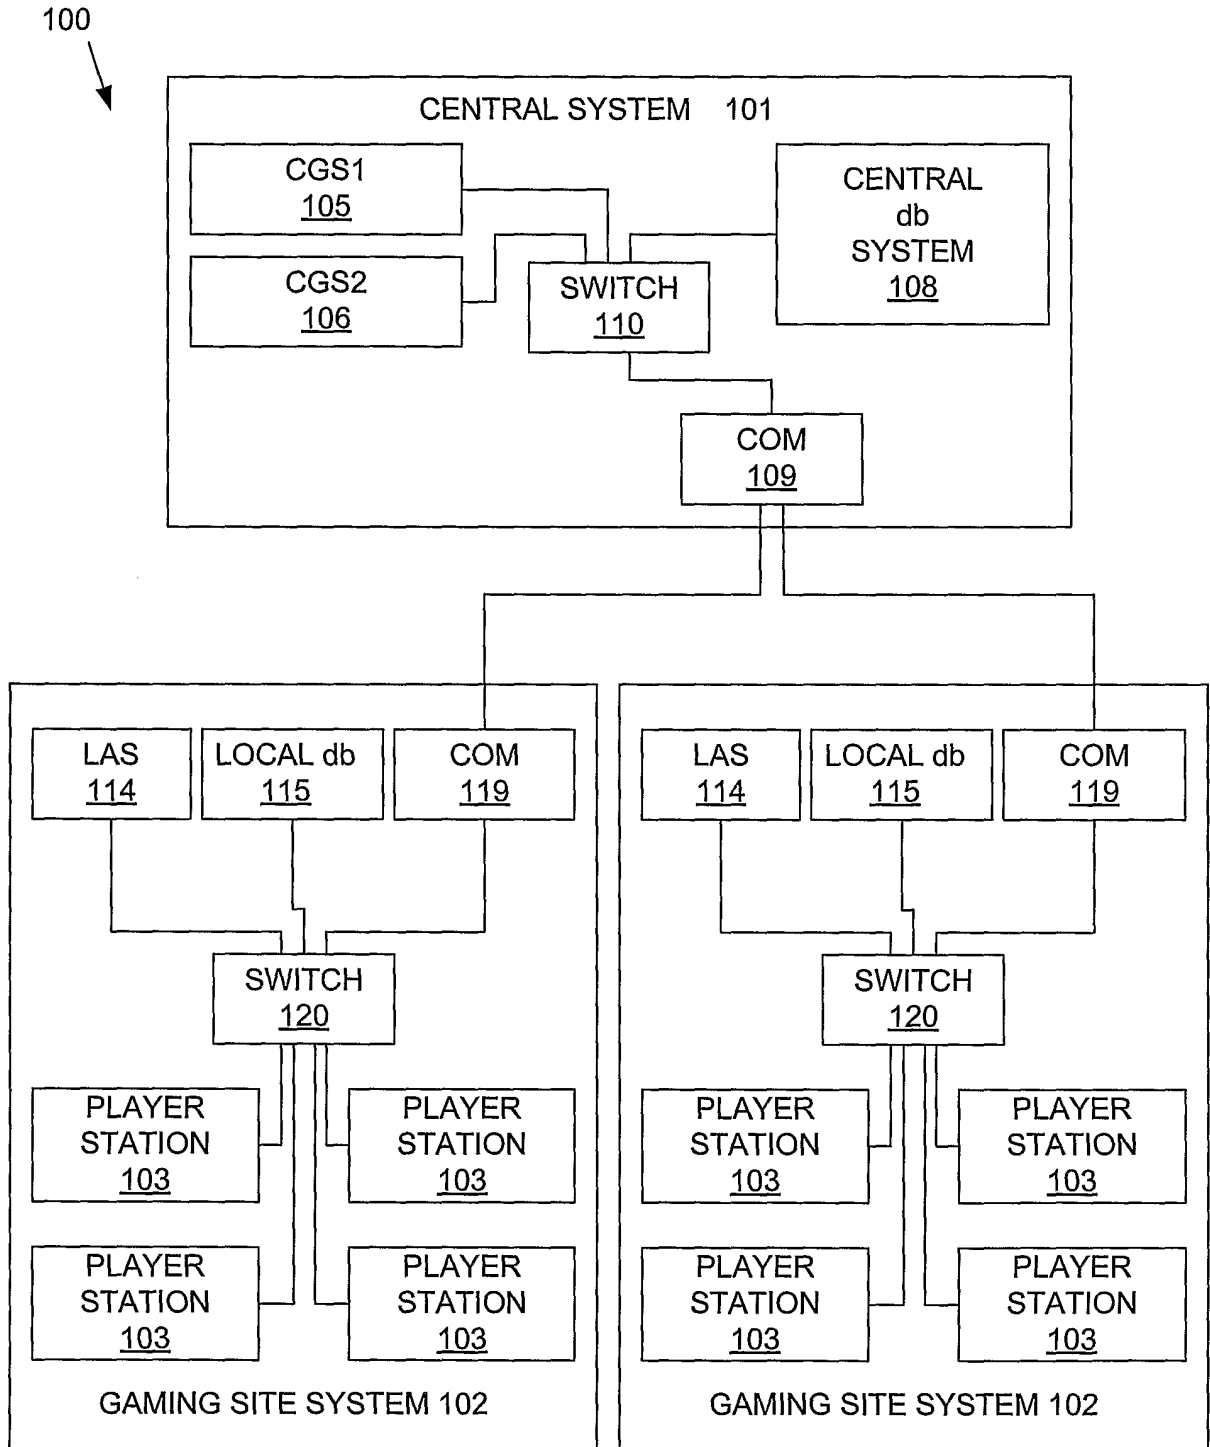 100
CENTRAL SYSTEM 101
CGS1
105
CGS2
106
SWITCH
110
CENTRAL
db
SYSTEM
108
COM
109
LAS
114
LOCAL db
115
COM
119
SWITCH
120
PLAYER
STATION
103
PLAYER
STATION
103
PLAYER
STATION
103
PLAYER
STATION
103
GAMING SITE SYSTEM 102
LAS
114
LOCAL db
115
COM
119
SWITCH
120
PLAYER
STATION
103
PLAYER
STATION
103
PLAYER
STATION
103
PLAYER
STATION
103
GAMING SITE SYSTEM 102